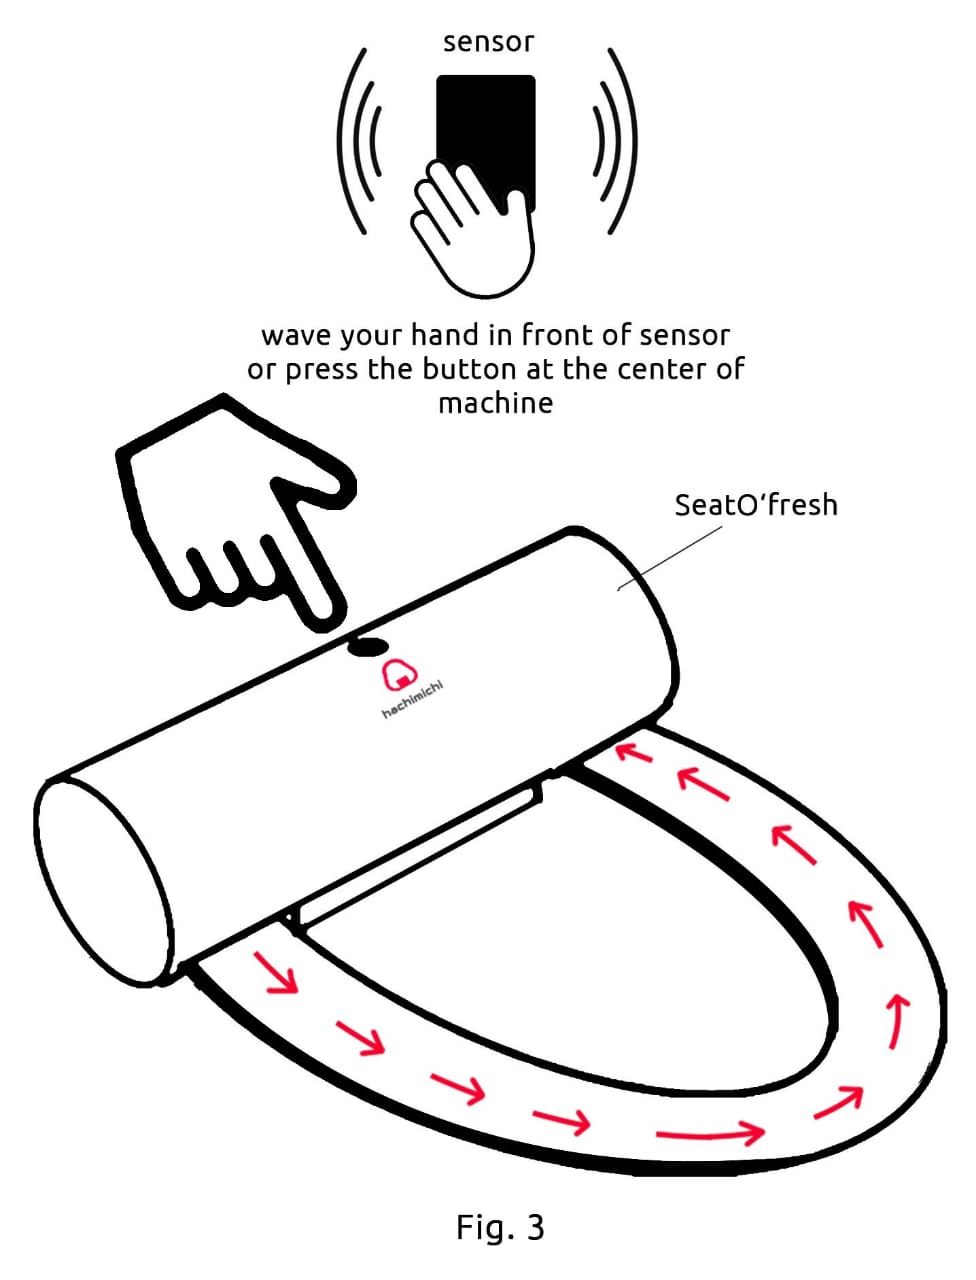 sensor
wave your hand in front of sensor
or press the button at the center of
machine
SeatO‘fresh
hachimichi
Fig. 3